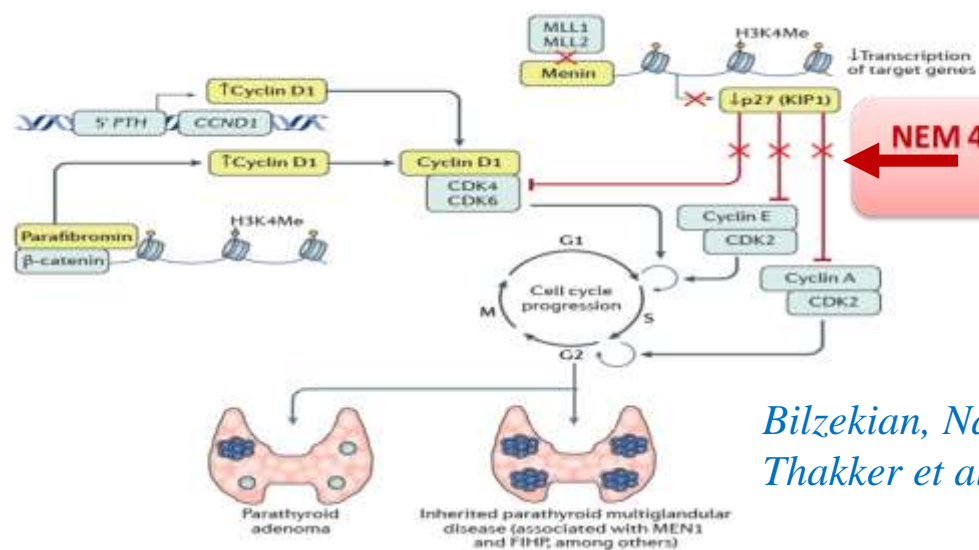 MLL1
MLL2
H3K4Me
↓Transcription
of target genes
Menin
↑Cyclin D1
↓p27 (KIP1)
5' PTH
CCND1
NEM 4
↑Cyclin D1
Cyclin D1
CDK4
CDK6
H3K4Me
Parafibromin
β-catenin
Cyclin E
CDK2
G1
Cyclin A
CDK2
Cell cycle
progression
M
S
G2
Bilzekian, Na
Thakker et al
Parathyroid
adenoma
Inherited parathyroid multiglandular
disease (associated with MEN1
and FIHP, among others)